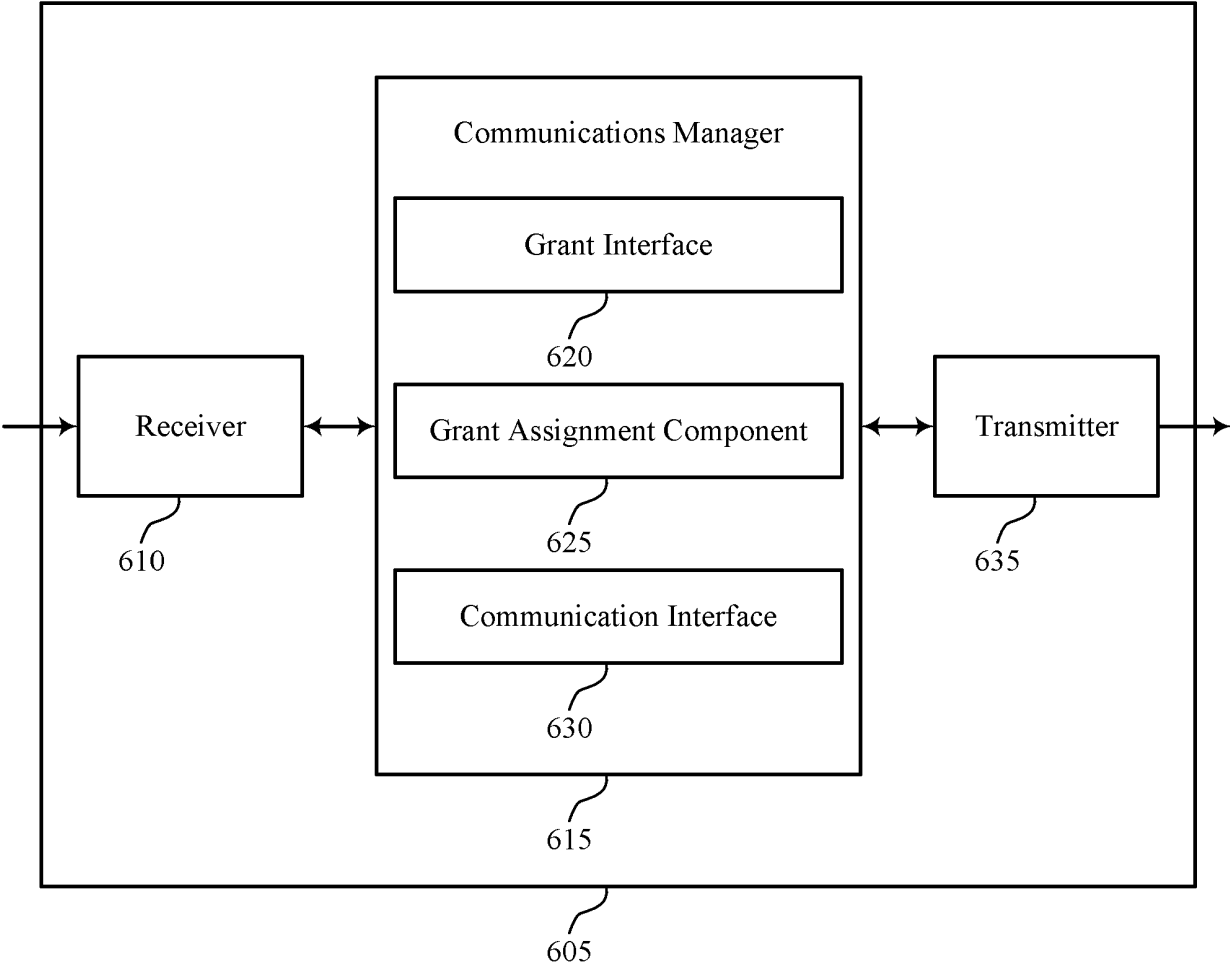 Communications Manager
Grant Interface
620
Receiver
610
Grant Assignment Component
625
Transmitter
635
Communication Interface
630
615
605